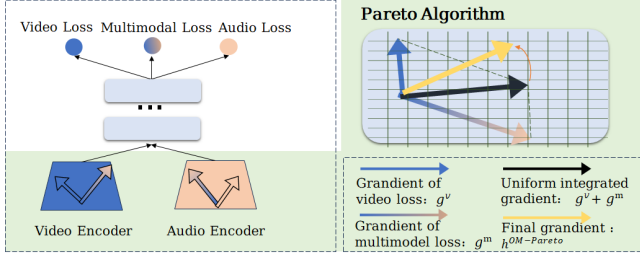 Video Loss Multimodal Loss Audio Loss
...
Video Encoder Audio Encoder
Pareto Algorithm
Grandient of
video loss: g^v
Uniform integrated
gradient: g^v + g^m
Grandient of
multimodel loss: g^m
Final grandient :
h^{OM-Pareto}